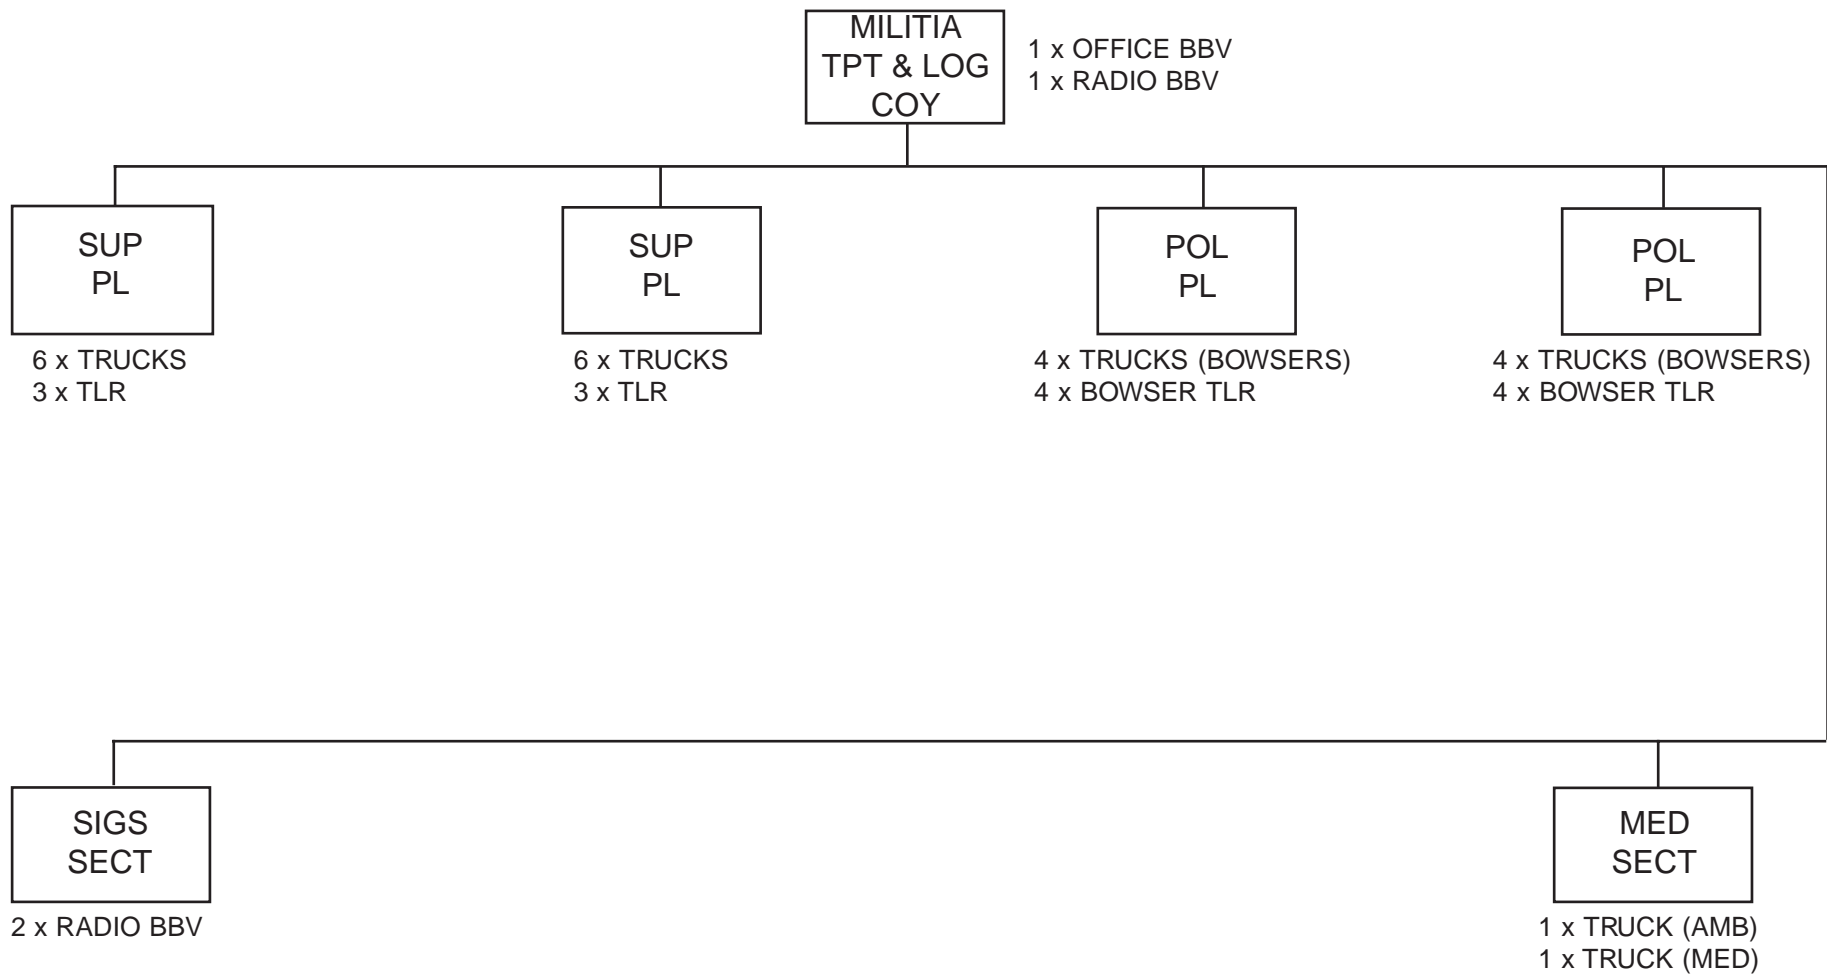 MILITIA
TPT & LOG
COY
1 x OFFICE BBV
1 x RADIO BBV
SUP
PL
6 x TRUCKS
3 x TLR
SUP
PL
6 x TRUCKS
3 x TLR
POL
PL
4 x TRUCKS (BOWSERS)
4 x BOWSER TLR
POL
PL
4 x TRUCKS (BOWSERS)
4 x BOWSER TLR
SIGS
SECT
2 x RADIO BBV
MED
SECT
1 x TRUCK (AMB)
1 x TRUCK (MED)